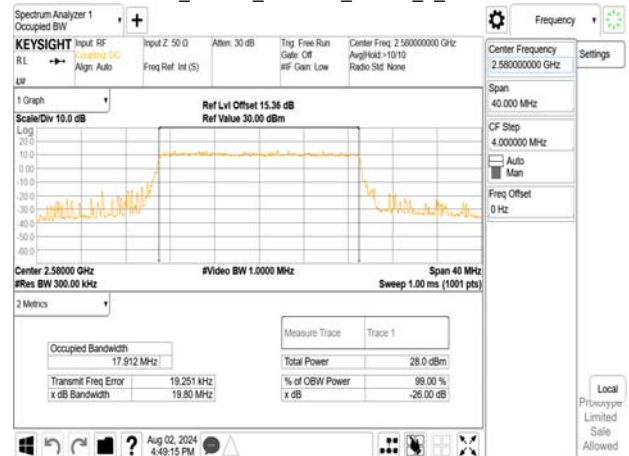 Spectrum Analyzer 1
Occupied BW
+
Frequency
KEYSIGHT
RL
Input: RF
Coupling: DC
Align: Auto
Input Z: 50 Ω
Freq Ref: Int (S)
Atten: 30 dB
Trig: Free Run
Gate: Off
#IF Gain: Low
Center Freq: 2.580000000 GHz
Avg|Hold:>10/10
Radio Std: None
Center Frequency
2.580000000 GHz
Settings
Span
40.000 MHz
CF Step
4.000000 MHz
Auto
Man
Freq Offset
0 Hz
1 Graph
Scale/Div 10.0 dB
Ref Lvl Offset 15.36 dB
Ref Value 30.00 dBm
Log
20.0
10.0
0.00
-10.0
-20.0
-30.0
-40.0
-50.0
-60.0
Center 2.58000 GHz
#Video BW 1.0000 MHz
Span 40 MHz
#Res BW 300.00 kHz
Sweep 1.00 ms (1001 pts)
2 Metrics
Measure Trace Trace 1
Occupied Bandwidth
17.912 MHz
Total Power 28.0 dBm
Transmit Freq Error 19.251 kHz
% of OBW Power 99.00 %
x dB Bandwidth 19.80 MHz
x dB -26.00 dB
Local
Prototype
Limited
Sale
Allowed
?
Aug 02, 2024
4:49:15 PM